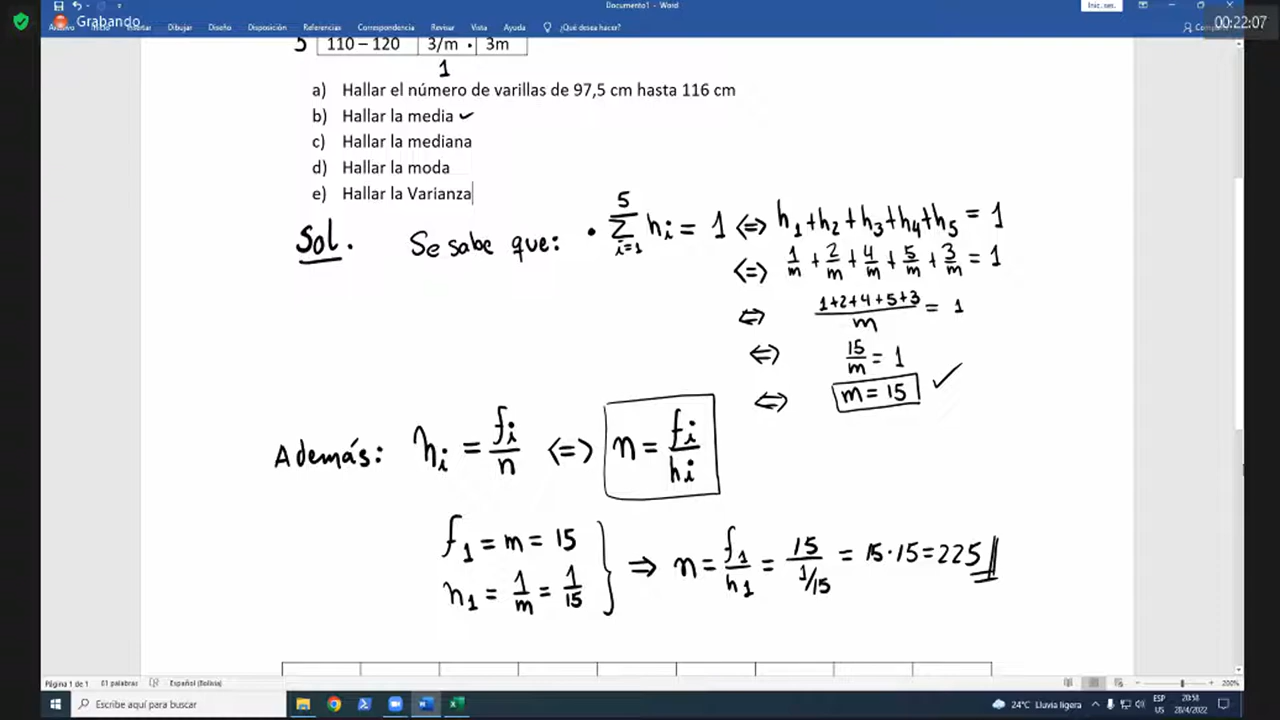 Documento1 - Word
Inic. ses.
Grabando
00:22:07
Archivo Inicio Insertar Dibujar Diseño Disposición Referencias Correspondencia Revisar Vista Ayuda ¿Qué desea hacer?
5 110 – 120 3/m • 3m
1
a) Hallar el número de varillas de 97,5 cm hasta 116 cm
b) Hallar la media ✓
c) Hallar la mediana
d) Hallar la moda
e) Hallar la Varianza
Sol. Se sabe que: • 5 Σ i=1 hi = 1 <=> h1+h2+h3+h4+h5 = 1
<=> 1/m + 2/m + 4/m + 5/m + 3/m = 1
<=> 1+2+4+5+3/m = 1
<=> 15/m = 1
<=> m = 15 ✓
Además: hi = fi/n <=> n = fi/hi
f1 = m = 15
h1 = 1/m = 1/15
⇒ n = f1/h1 = 15/1/15 = 15·15 = 225
Página 1 de 1 81 palabras Español (Bolivia) 200%
Escribe aquí para buscar
24°C Lluvia ligera ESP US 20:58 28/4/2022